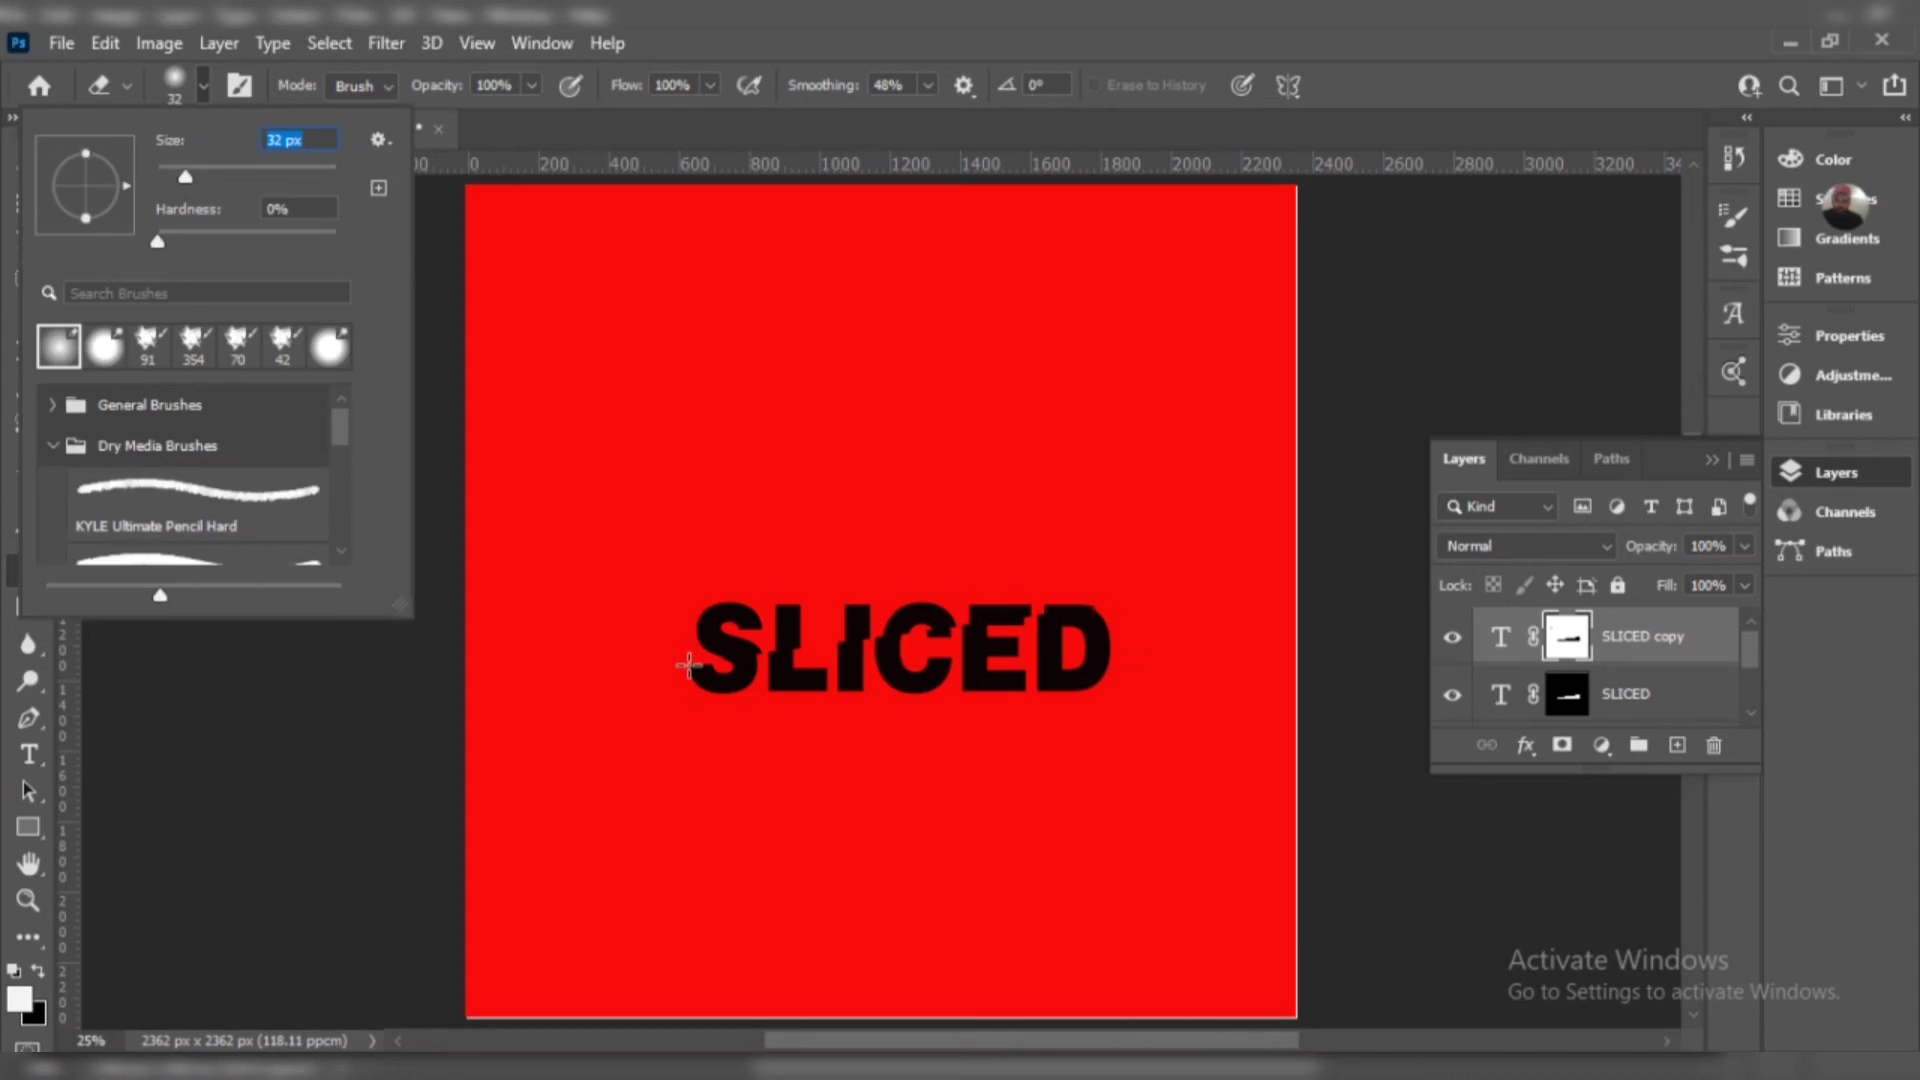 Ps File Edit Image Layer Type Select Filter 3D View Window Help
32 Mode: Brush Opacity: 100% Flow: 100% Smoothing: 48% 0° Erase to History
Size: 32 px
Hardness: 0%
Search Brushes
91 354 70 42
General Brushes
Dry Media Brushes
KYLE Ultimate Pencil Hard
0 200 400 600 800 1000 1200 1400 1600 1800 2000 2200 2400 2600 2800 3000 3200
SLICED
Color
Gradients
Patterns
Properties
Adjustme...
Libraries
Layers
Channels
Paths
Layers Channels Paths
Kind
Normal Opacity: 100%
Lock: Fill: 100%
T SLICED copy
T SLICED
fx
Activate Windows
Go to Settings to activate Windows.
25% 2362 px x 2362 px (118.11 ppcm)